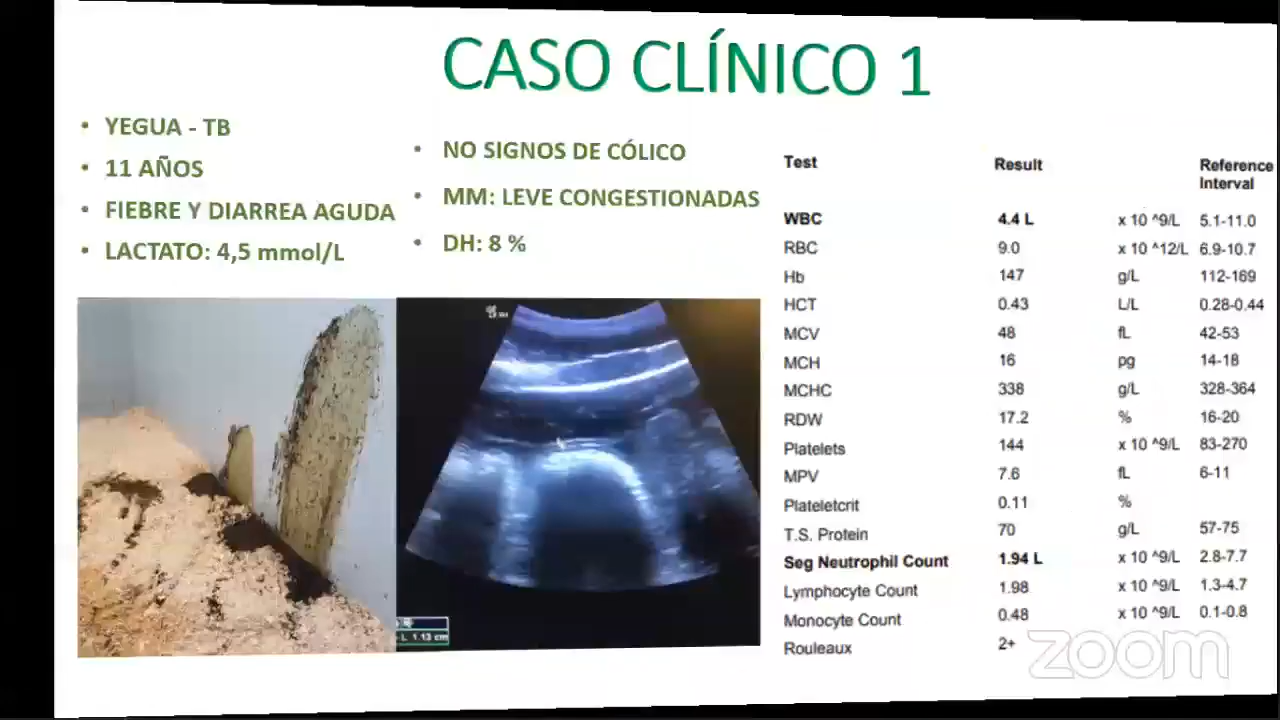 CASO CLÍNICO 1
• YEGUA - TB
• 11 AÑOS
• FIEBRE Y DIARREA AGUDA
• LACTATO: 4,5 mmol/L
• NO SIGNOS DE CÓLICO
• MM: LEVE CONGESTIONADAS
• DH: 8 %
Test Result Reference Interval
WBC 4.4 L x 10 ^9/L 5.1-11.0
RBC 9.0 x 10 ^12/L 6.9-10.7
Hb 147 g/L 112-169
HCT 0.43 L/L 0.28-0.44
MCV 48 fL 42-53
MCH 16 pg 14-18
MCHC 338 g/L 328-364
RDW 17.2 % 16-20
Platelets 144 x 10 ^9/L 83-270
MPV 7.6 fL 6-11
Plateletcrit 0.11 %
T.S. Protein 70 g/L 57-75
Seg Neutrophil Count 1.94 L x 10 ^9/L 2.8-7.7
Lymphocyte Count 1.98 x 10 ^9/L 1.3-4.7
Monocyte Count 0.48 x 10 ^9/L 0.1-0.8
Rouleaux 2+
L 1.13 cm
zoom